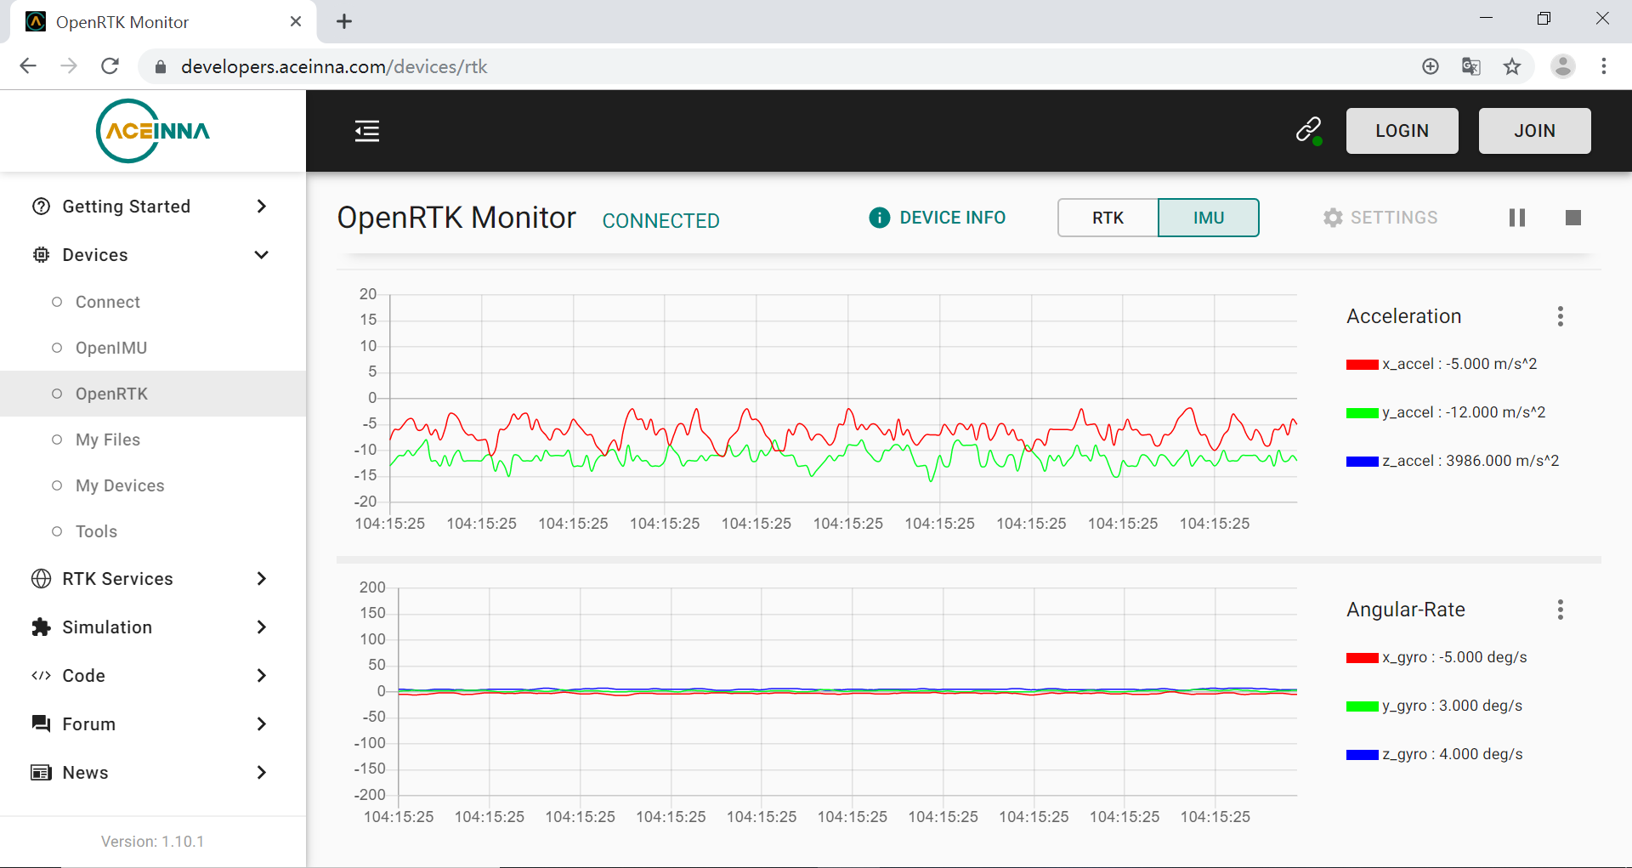 OpenRTK Monitor
developers.aceinna.com/devices/rtk
ACEINNA
LOGIN
JOIN
Getting Started
Devices
Connect
OpenIMU
OpenRTK
My Files
My Devices
Tools
RTK Services
Simulation
Code
Forum
News
Version: 1.10.1
OpenRTK Monitor CONNECTED
DEVICE INFO
RTK
IMU
SETTINGS
20
15
10
5
0
-5
-10
-15
-20
104:15:25 104:15:25 104:15:25 104:15:25 104:15:25 104:15:25 104:15:25 104:15:25 104:15:25 104:15:25
Acceleration
x_accel : -5.000 m/s^2
y_accel : -12.000 m/s^2
z_accel : 3986.000 m/s^2
200
150
100
50
0
-50
-100
-150
-200
104:15:25 104:15:25 104:15:25 104:15:25 104:15:25 104:15:25 104:15:25 104:15:25 104:15:25 104:15:25
Angular-Rate
x_gyro : -5.000 deg/s
y_gyro : 3.000 deg/s
z_gyro : 4.000 deg/s